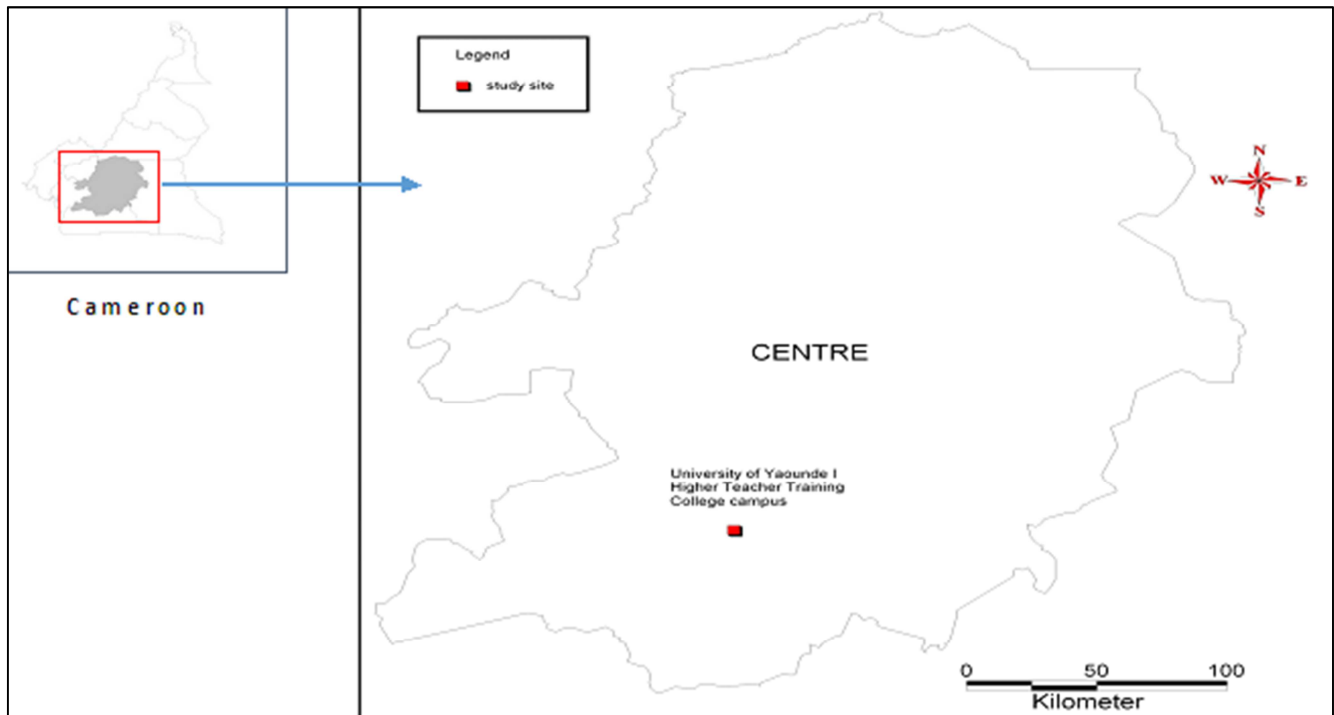 Legend
study site
Cameroon
N
W E
S
CENTRE
University of Yaounde I
Higher Teacher Training
College campus
0 50 100
Kilometer